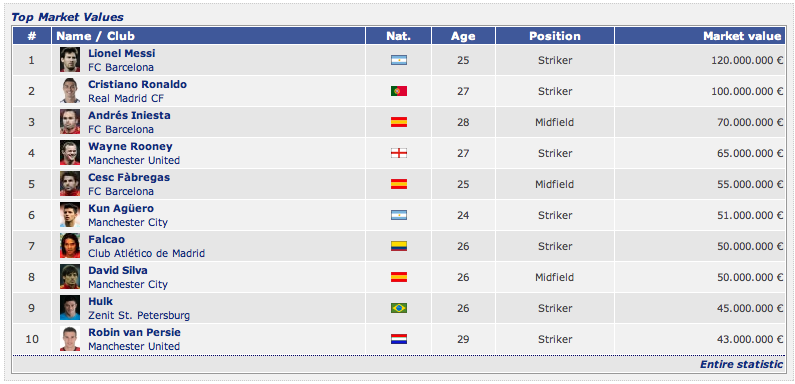 Top Market Values
# Name / Club Nat. Age Position Market value
1 Lionel Messi 25 Striker 120.000.000 €
FC Barcelona
2 Cristiano Ronaldo 27 Striker 100.000.000 €
Real Madrid CF
3 Andrés Iniesta 28 Midfield 70.000.000 €
FC Barcelona
4 Wayne Rooney 27 Striker 65.000.000 €
Manchester United
5 Cesc Fàbregas 25 Midfield 55.000.000 €
FC Barcelona
6 Kun Agüero 24 Striker 51.000.000 €
Manchester City
7 Falcao 26 Striker 50.000.000 €
Club Atlético de Madrid
8 David Silva 26 Midfield 50.000.000 €
Manchester City
9 Hulk 26 Striker 45.000.000 €
Zenit St. Petersburg
10 Robin van Persie 29 Striker 43.000.000 €
Manchester United
Entire statistic